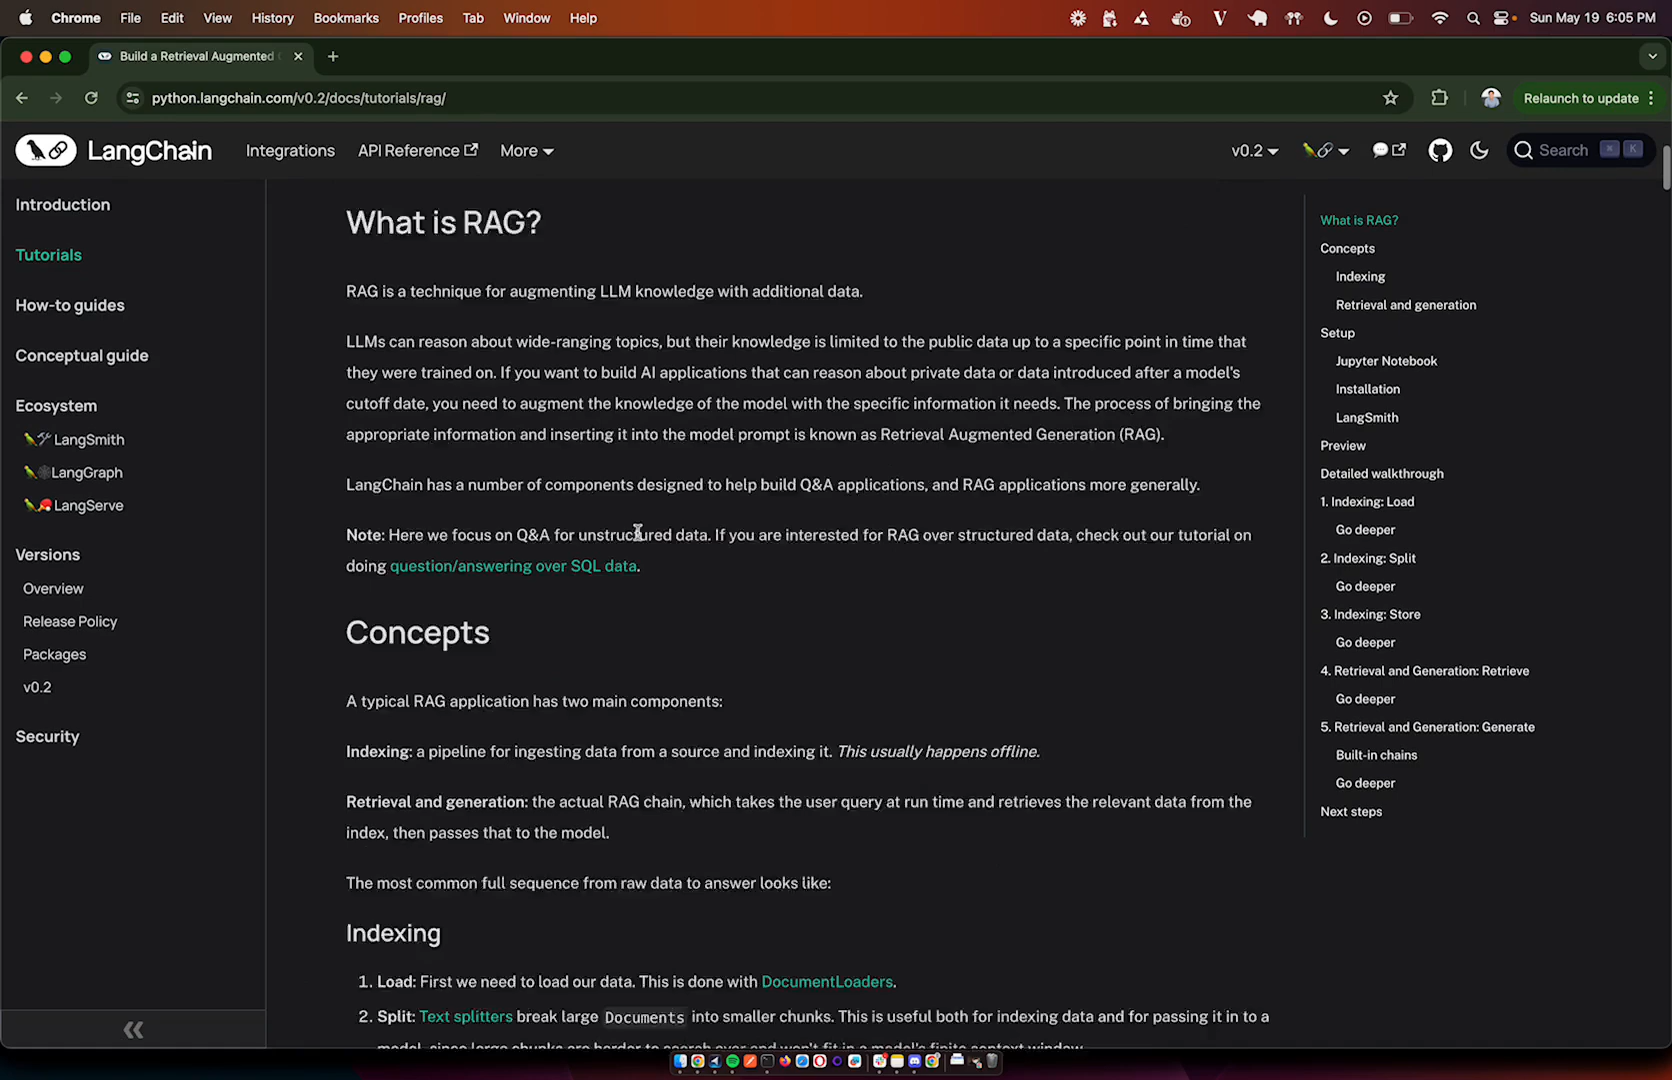 Chrome File Edit View History Bookmarks Profiles Tab Window Help Sun May 19 6:05 PM
Build a Retrieval Augmented
python.langchain.com/v0.2/docs/tutorials/rag/
Relaunch to update
LangChain Integrations API Reference More v0.2 Search K
Introduction
Tutorials
How-to guides
Conceptual guide
Ecosystem
LangSmith
LangGraph
LangServe
Versions
Overview
Release Policy
Packages
v0.2
Security
What is RAG?
RAG is a technique for augmenting LLM knowledge with additional data.
LLMs can reason about wide-ranging topics, but their knowledge is limited to the public data up to a specific point in time that
they were trained on. If you want to build AI applications that can reason about private data or data introduced after a model's
cutoff date, you need to augment the knowledge of the model with the specific information it needs. The process of bringing the
appropriate information and inserting it into the model prompt is known as Retrieval Augmented Generation (RAG).
LangChain has a number of components designed to help build Q&A applications, and RAG applications more generally.
Note: Here we focus on Q&A for unstructured data. If you are interested for RAG over structured data, check out our tutorial on
doing question/answering over SQL data.
Concepts
A typical RAG application has two main components:
Indexing: a pipeline for ingesting data from a source and indexing it. This usually happens offline.
Retrieval and generation: the actual RAG chain, which takes the user query at run time and retrieves the relevant data from the
index, then passes that to the model.
The most common full sequence from raw data to answer looks like:
Indexing
1. Load: First we need to load our data. This is done with DocumentLoaders.
2. Split: Text splitters break large Documents into smaller chunks. This is useful both for indexing data and for passing it in to a
model, since large chunks are harder to search over and won't fit in a model's finite context window.
What is RAG?
Concepts
Indexing
Retrieval and generation
Setup
Jupyter Notebook
Installation
LangSmith
Preview
Detailed walkthrough
1. Indexing: Load
Go deeper
2. Indexing: Split
Go deeper
3. Indexing: Store
Go deeper
4. Retrieval and Generation: Retrieve
Go deeper
5. Retrieval and Generation: Generate
Built-in chains
Go deeper
Next steps